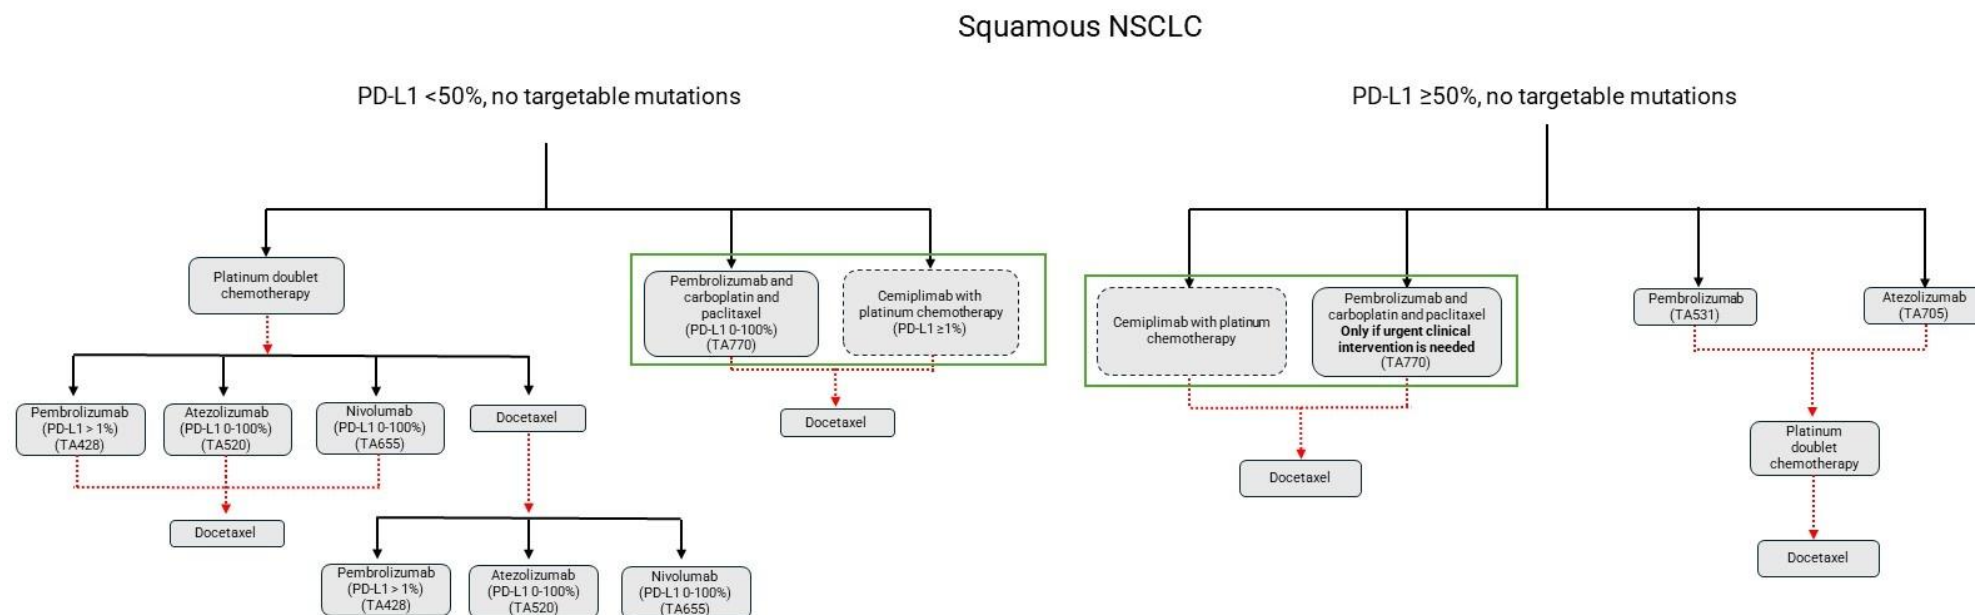 Squamous NSCLC
PD-L1 <50%, no targetable mutations
Platinum doublet
chemotherapy
Pembrolizumab
(PD-L1 > 1%)
(TA428)
Atezolizumab
(PD-L1 0-100%)
(TA520)
Nivolumab
(PD-L1 0-100%)
(TA655)
Docetaxel
Docetaxel
Pembrolizumab
(PD-L1 > 1%)
(TA428)
Atezolizumab
(PD-L1 0-100%)
(TA520)
Nivolumab
(PD-L1 0-100%)
(TA655)
Pembrolizumab and
carboplatin and
paclitaxel
(PD-L1 0-100%)
(TA770)
Cemiplimab with
platinum chemotherapy
(PD-L1 ≥1%)
Docetaxel
PD-L1 ≥50%, no targetable mutations
Cemiplimab with platinum
chemotherapy
Pembrolizumab and
carboplatin and paclitaxel
Only if urgent clinical
intervention is needed
(TA770)
Docetaxel
Pembrolizumab
(TA531)
Atezolizumab
(TA705)
Platinum
doublet
chemotherapy
Docetaxel